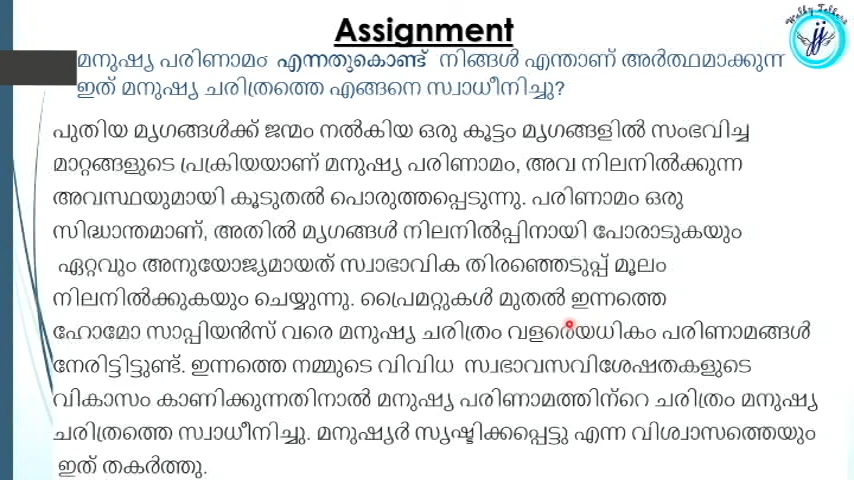 Assignment
Walky Talkers
jj
മനുഷ്യ പരിണാമം എന്നതുകൊണ്ട് നിങ്ങൾ എന്താണ് അർത്ഥമാക്കുന്ന
ഇത് മനുഷ്യ ചരിത്രത്തെ എങ്ങനെ സ്വാധീനിച്ചു?
പുതിയ മൃഗങ്ങൾക്ക് ജന്മം നൽകിയ ഒരു കൂട്ടം മൃഗങ്ങളിൽ സംഭവിച്ച
മാറ്റങ്ങളുടെ പ്രക്രിയയാണ് മനുഷ്യ പരിണാമം, അവ നിലനിൽക്കുന്ന
അവസ്ഥയുമായി കൂടുതൽ പൊരുത്തപ്പെടുന്നു. പരിണാമം ഒരു
സിദ്ധാന്തമാണ്, അതിൽ മൃഗങ്ങൾ നിലനിൽപ്പിനായി പോരാടുകയും
ഏറ്റവും അനുയോജ്യമായത് സ്വാഭാവിക തിരഞ്ഞെടുപ്പ് മൂലം
നിലനിൽക്കുകയും ചെയ്യുന്നു. പ്രൈമറ്റുകൾ മുതൽ ഇന്നത്തെ
ഹോമോ സാപ്പിയൻസ് വരെ മനുഷ്യ ചരിത്രം വളരെയധികം പരിണാമങ്ങൾ
നേരിട്ടിട്ടുണ്ട്. ഇന്നത്തെ നമ്മുടെ വിവിധ സ്വഭാവസവിശേഷതകളുടെ
വികാസം കാണിക്കുന്നതിനാൽ മനുഷ്യ പരിണാമത്തിന്റെ ചരിത്രം മനുഷ്യ
ചരിത്രത്തെ സ്വാധീനിച്ചു. മനുഷ്യർ സൃഷ്ടിക്കപ്പെട്ടു എന്ന വിശ്വാസത്തെയും
ഇത് തകർത്തു.